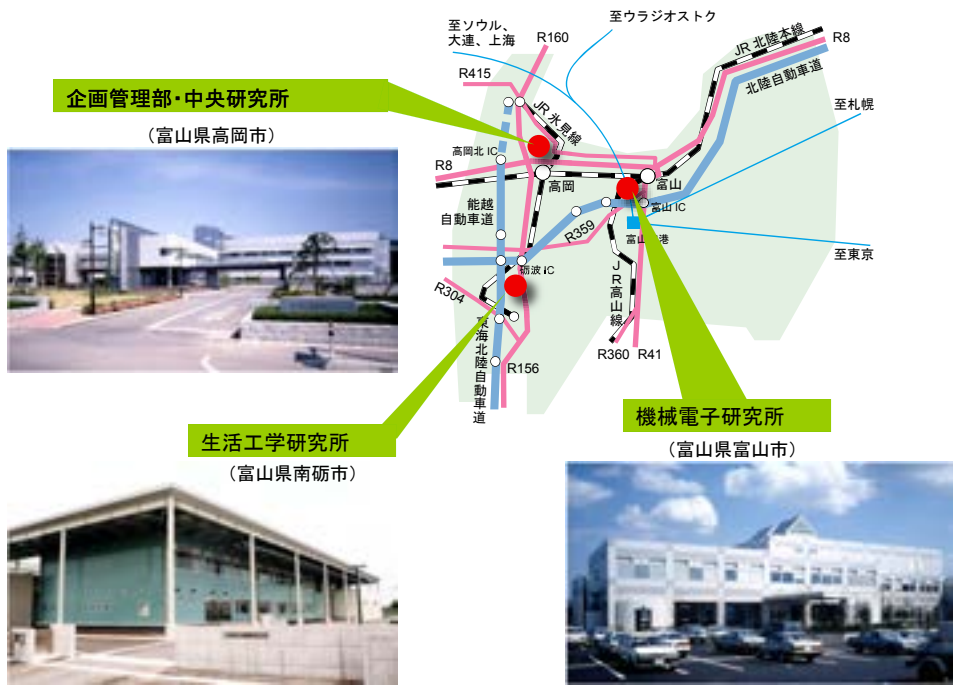 至ソウル、
大連、上海
至ウラジオストク
R160
JR 北陸本線
R8
北陸自動車道
R415
企画管理部・中央研究所
至札幌
(富山県高岡市)
JR 氷見線
高岡北 IC
R8
高岡
富山
能越
自動車道
富山 IC
R359
富山
港
至東京
砺波 IC
JR高山線
R304
東海北陸自動車道
R360
R41
R156
生活工学研究所
機械電子研究所
(富山県南砺市)
(富山県富山市)